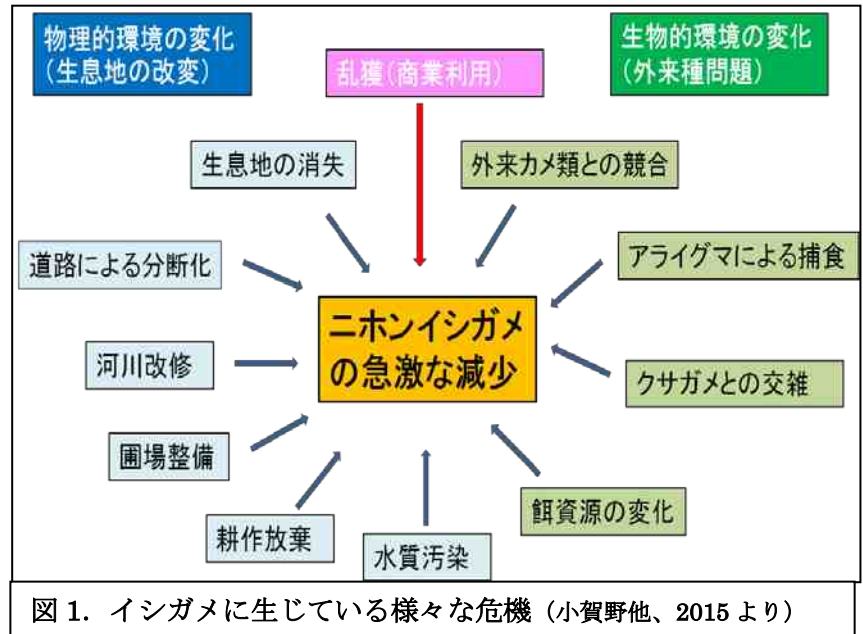 物理的環境の変化
(生息地の改変)
乱獲(商業利用)
生物的環境の変化
(外来種問題)
生息地の消失
外来カメ類との競合
道路による分断化
アライグマによる捕食
ニホンイシガメ
の急激な減少
河川改修
クサガメとの交雑
圃場整備
餌資源の変化
耕作放棄
水質汚染
図 1. イシガメに生じている様々な危機 (小賀野他、2015 より)